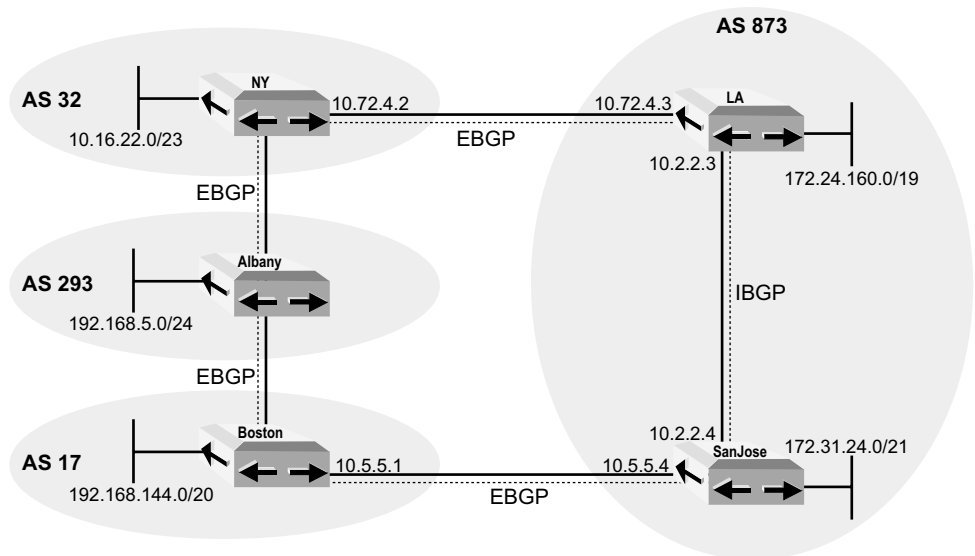 AS 873
NY
AS 32
10.72.4.2
10.72.4.3
LA
10.16.22.0/23
EBGP
10.2.2.3
172.24.160.0/19
EBGP
Albany
AS 293
IBGP
192.168.5.0/24
EBGP
Boston
10.2.2.4
172.31.24.0/21
SanJose
AS 17
10.5.5.1
10.5.5.4
192.168.144.0/20
EBGP